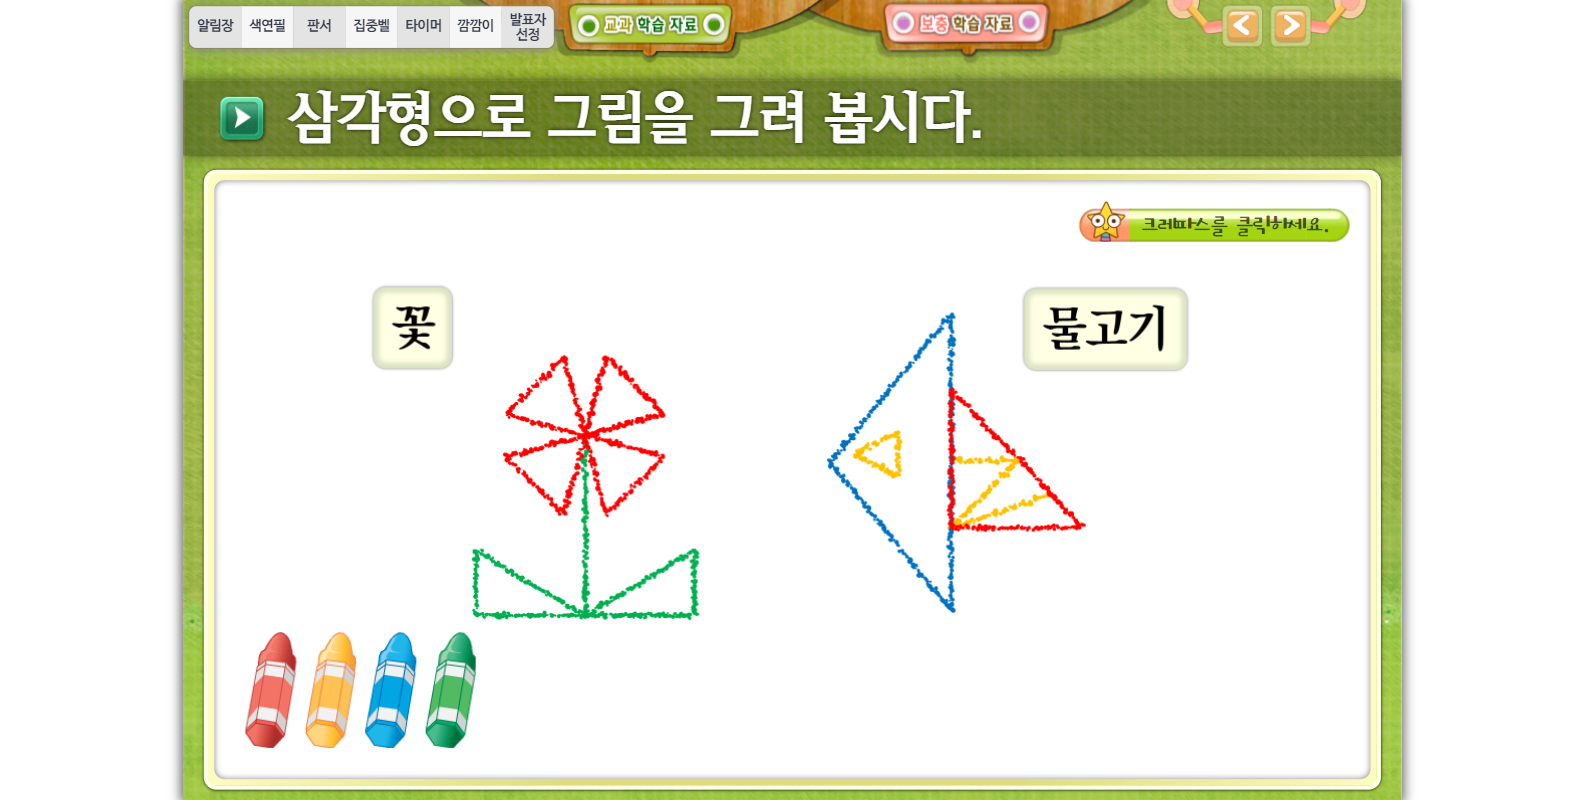 알림장 색연필 판서 집중벨 타이머 깜깜이 발표자
선정
교과 학습 자료
보충 학습 자료
삼각형으로 그림을 그려 봅시다.
크레파스를 클릭하세요.
꽃
물고기